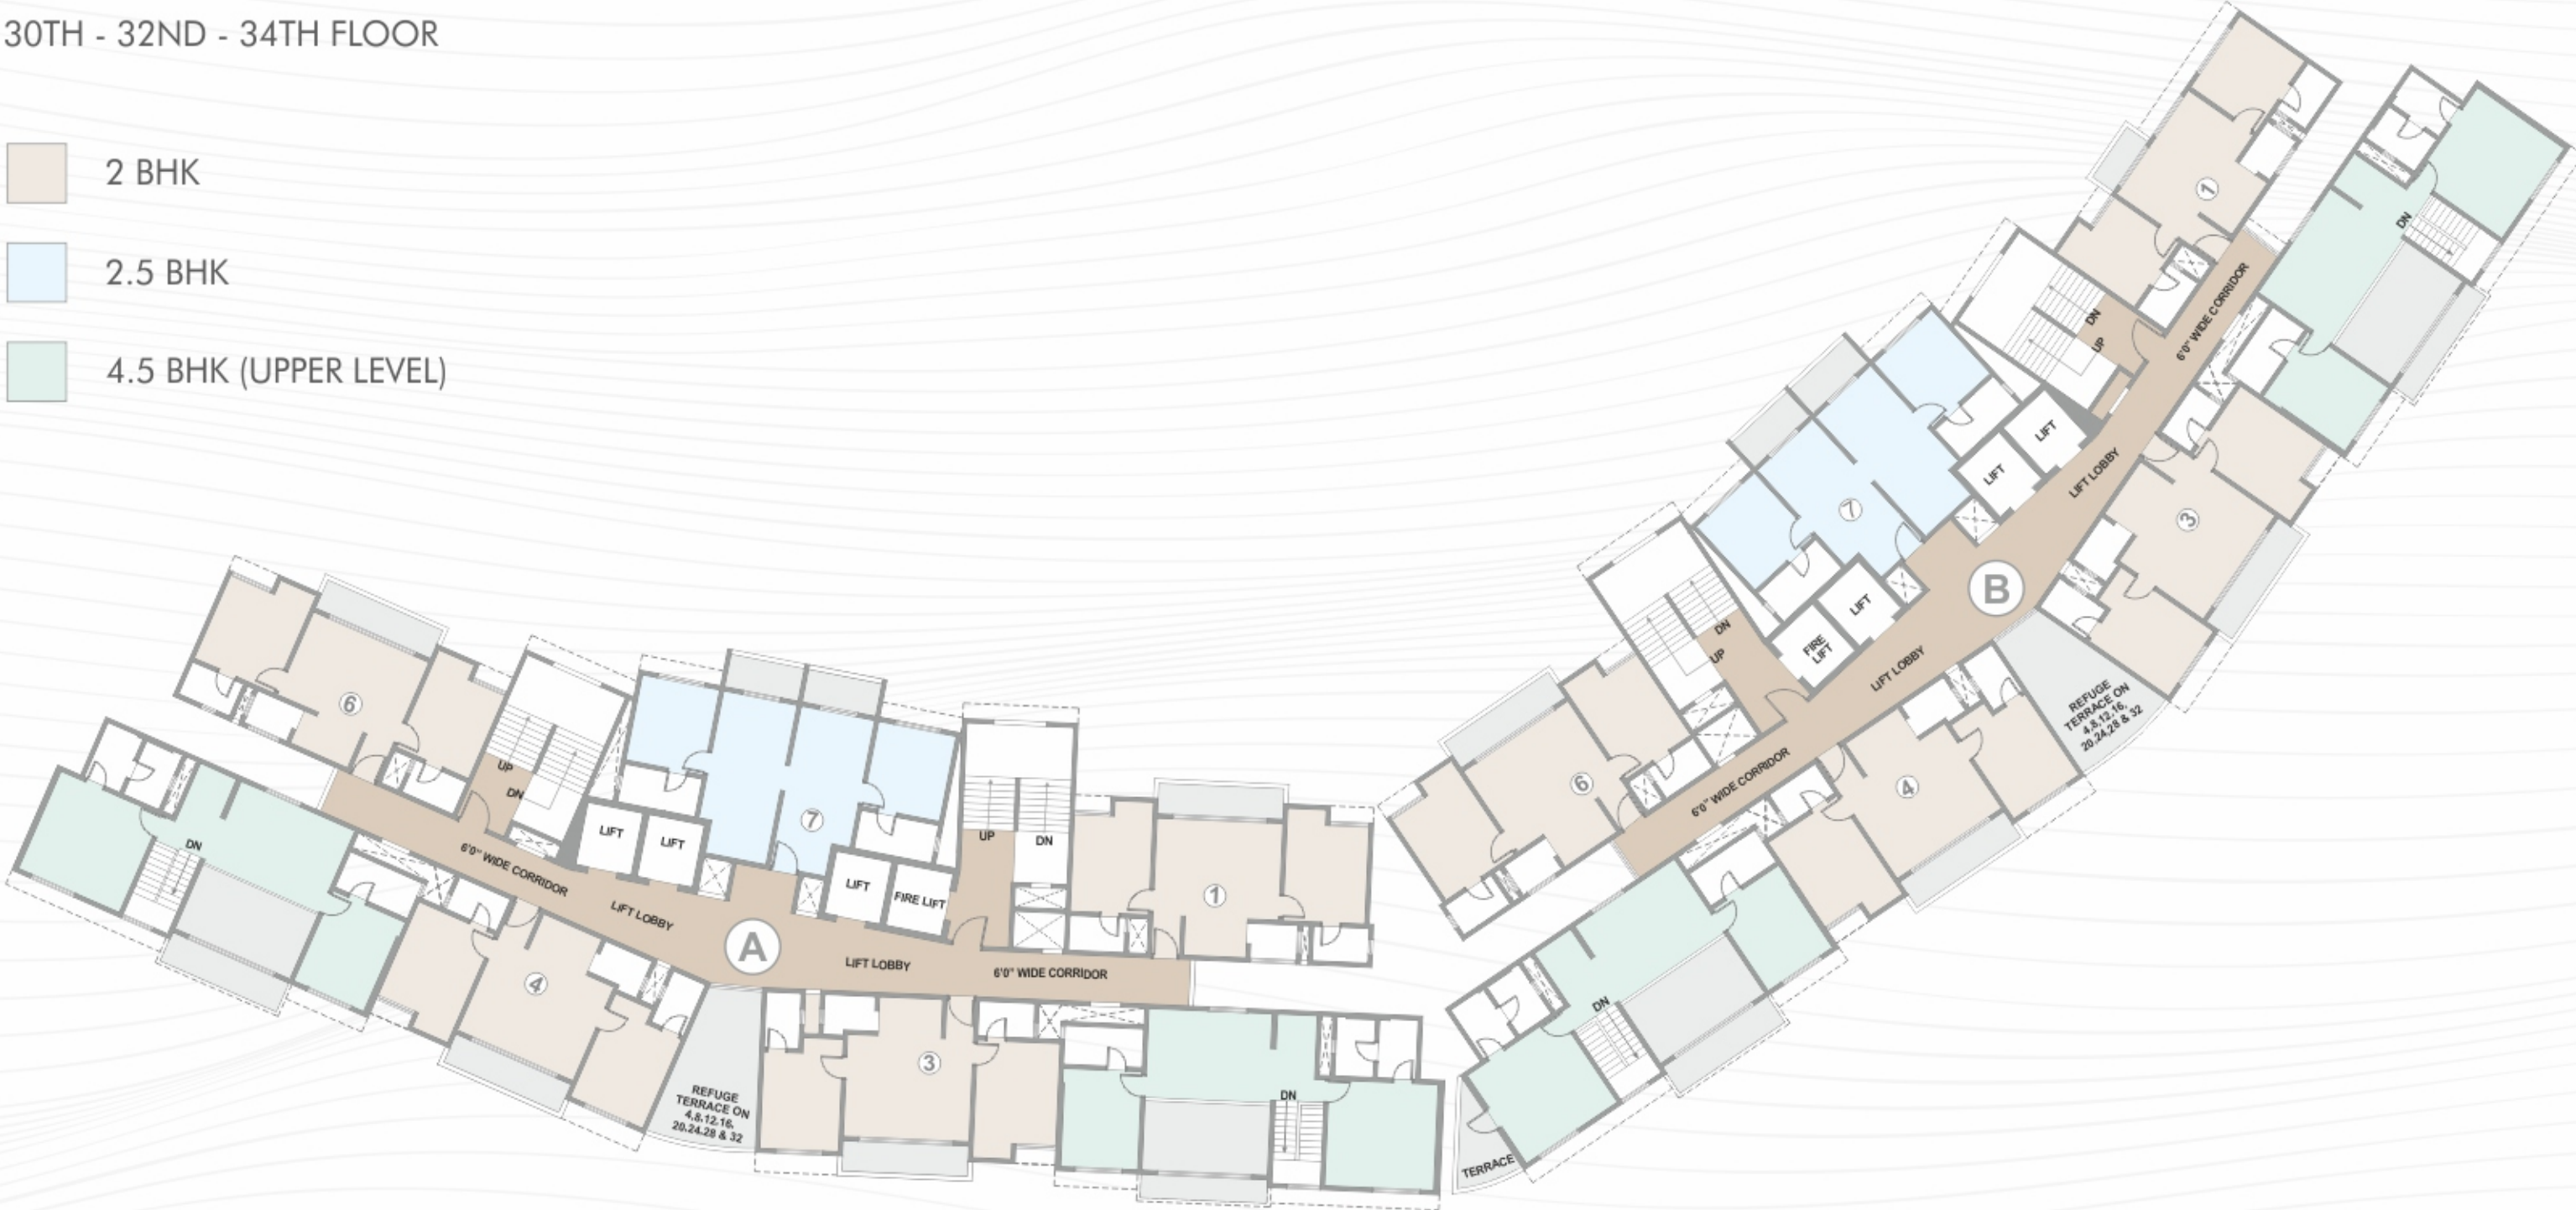 30TH - 32ND - 34TH FLOOR
2 BHK
2.5 BHK
4.5 BHK (UPPER LEVEL)
1
DN
6'0" WIDE CORRIDOR
DN
UP
LIFT
LIFT
LIFT LOBBY
7
3
B
LIFT
FIRE
LIFT
LIFT LOBBY
DN
UP
REFUGE
TERRACE ON
4,8,12,16,
20,24,28 & 32
6
6'0" WIDE CORRIDOR
4
DN
TERRACE
6
UP
DN
DN
6'0" WIDE CORRIDOR
LIFT
LIFT
LIFT LOBBY
7
LIFT
FIRE LIFT
UP
DN
1
A
LIFT LOBBY
6'0" WIDE CORRIDOR
4
3
REFUGE
TERRACE ON
4,8,12,16,
20,24,28 & 32
DN